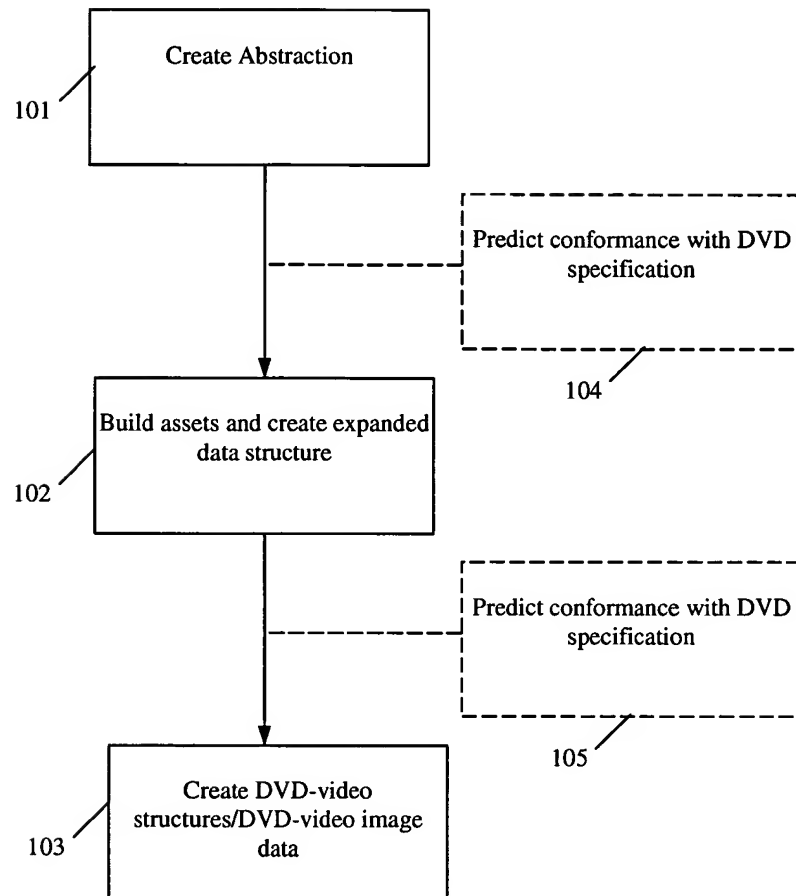 Create Abstraction
101
Predict conformance with DVD
specification
104
Build assets and create expanded
data structure
102
Predict conformance with DVD
specification
105
Create DVD-video
structures/DVD-video image
data
103